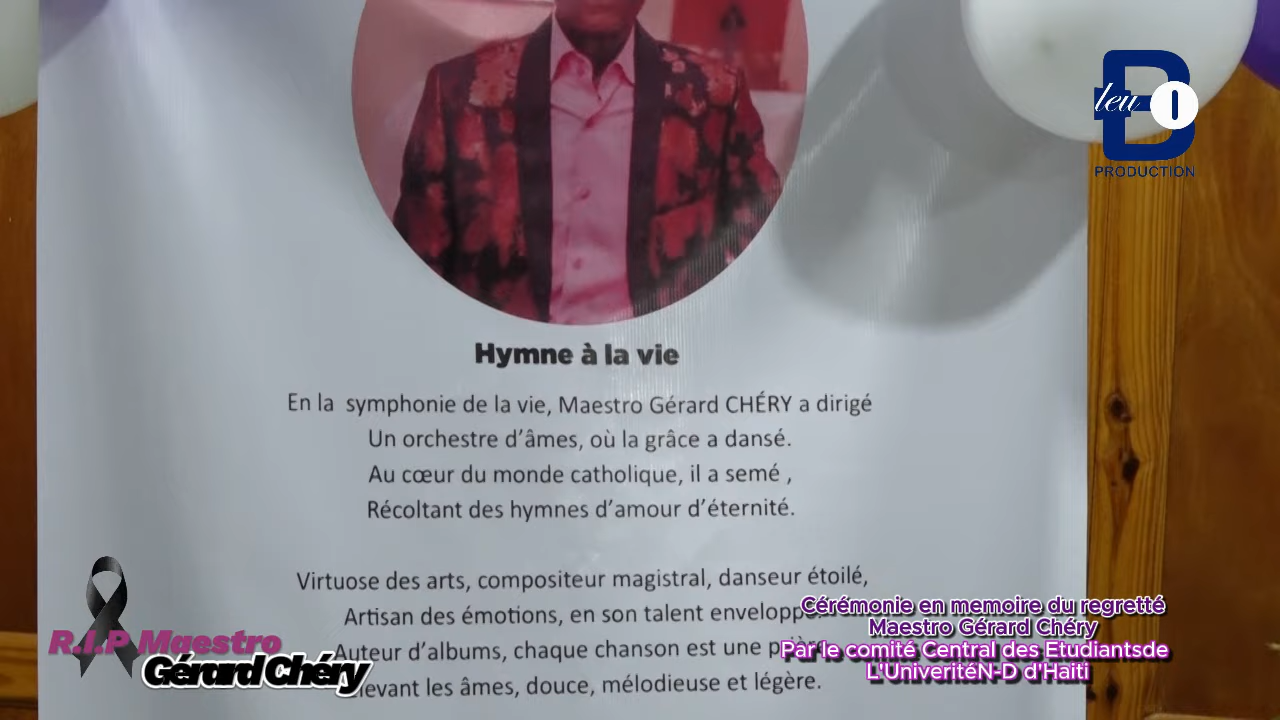 Bleu
PRODUCTION
Hymne à la vie
En la symphonie de la vie, Maestro Gérard CHÉRY a dirigé
Un orchestre d'âmes, où la grâce a dansé.
Au cœur du monde catholique, il a semé ,
Récoltant des hymnes d'amour d'éternité.
Virtuose des arts, compositeur magistral, danseur étoilé,
Artisan des émotions, en son talent
Auteur d'albums, chaque chanson est une
les âmes, douce, mélodieuse et légère.
R.I.P Maestro
Gérard Chéry
Cérémonie en memoire du regretté
Maestro Gérard Chéry
Par le comité Central des Etudiantsde
L'UniveritéN-D d'Haiti